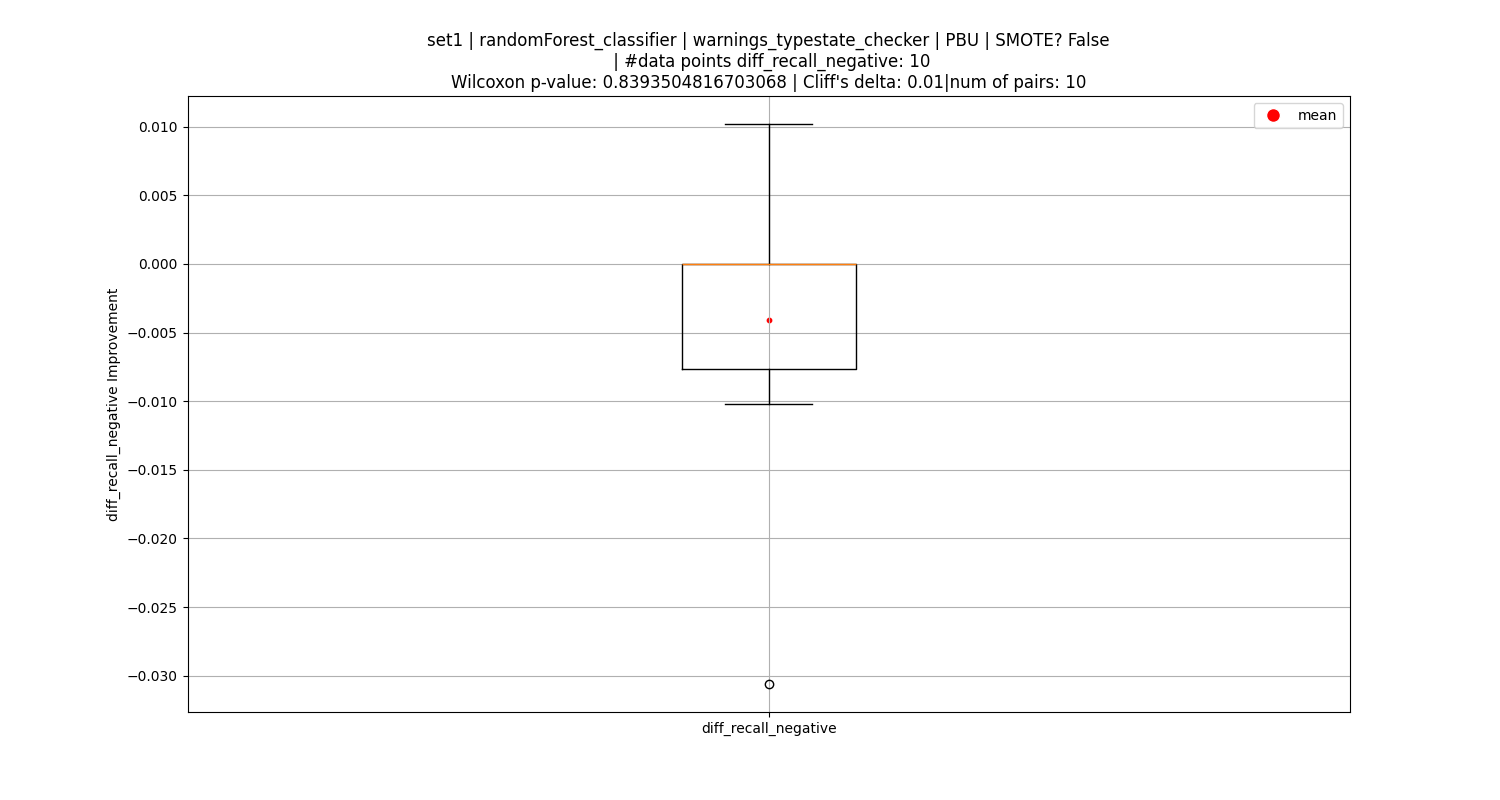 set1 | randomForest_classifier | warnings_typestate_checker | PBU | SMOTE? False
| #data points diff_recall_negative: 10
Wilcoxon p-value: 0.8393504816703068 | Cliff's delta: 0.01|num of pairs: 10
mean
0.010
0.005
0.000
−0.005
−0.010
−0.015
−0.020
−0.025
−0.030
diff_recall_negative Improvement
diff_recall_negative